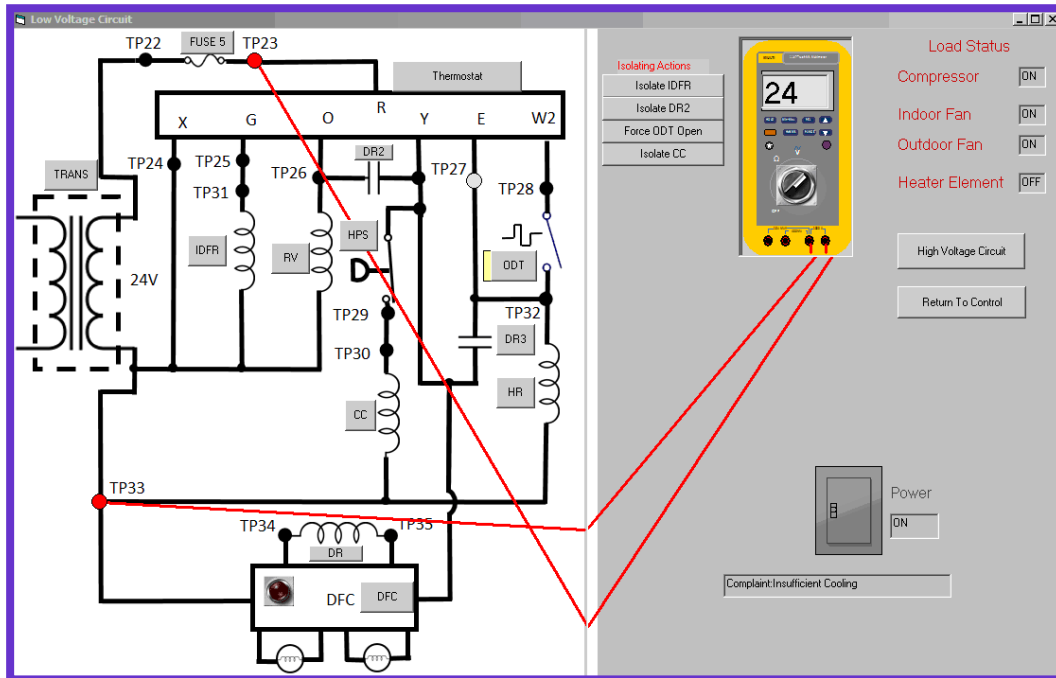 Low Voltage Circuit
TP22
FUSE 5
TP23
Thermostat
X
G
O
R
Y
E
W2
TP24
TP25
TP26
DR2
TP27
TP28
TP31
TRANS
IDFR
RV
HPS
ODT
24V
TP29
TP32
TP30
DR3
CC
HR
TP33
TP34
TP35
DR
DFC
DFC
Isolating Actions
Isolate IDFR
Isolate DR2
Force ODT Open
Isolate CC
24
Load Status
Compressor
ON
Indoor Fan
ON
Outdoor Fan
ON
Heater Element
OFF
High Voltage Circuit
Return To Control
Power
ON
Complaint:Insufficient Cooling